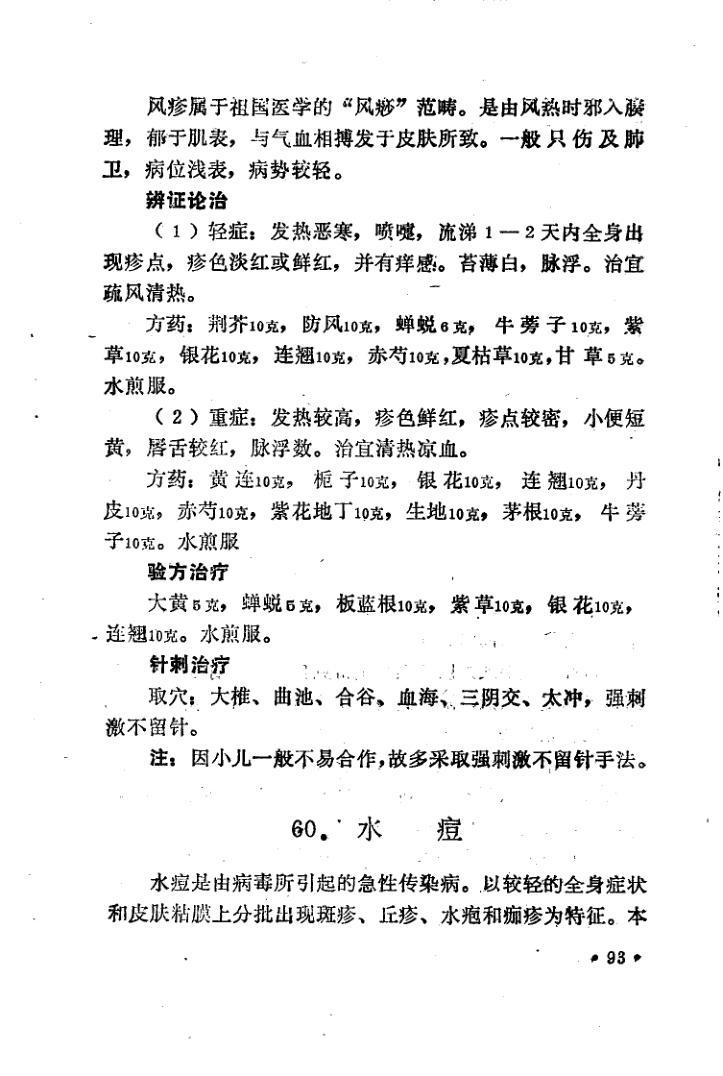 风疹属于祖国医学的“风痧”范畴。是由风热时邪入腠
理，郁于肌表，与气血相搏发于皮肤所致。一般只伤及肺
卫，病位浅表，病势较轻。
辨证论治
（1）轻症：发热恶寒，喷嚏，流涕1—2天内全身出
现疹点，疹色淡红或鲜红，并有痒感。苔薄白，脉浮。治宜
疏风清热。
方药：荆芥10克，防风10克，蝉蜕6克，牛蒡子10克，紫
草10克，银花10克，连翘10克，赤芍10克，夏枯草10克，甘草5克。
水煎服。
（2）重症：发热较高，疹色鲜红，疹点较密，小便短
黄，唇舌较红，脉浮数。治宜清热凉血。
方药：黄连10克，栀子10克，银花10克，连翘10克，丹
皮10克，赤芍10克，紫花地丁10克，生地10克，茅根10克，牛蒡
子10克。水煎服
验方治疗
大黄5克，蝉蜕5克，板蓝根10克，紫草10克，银花10克，
连翘10克。水煎服。
针刺治疗
取穴：大椎、曲池、合谷、血海、三阴交、太冲，强刺
激不留针。
注：因小儿一般不易合作，故多采取强刺激不留针手法。
60．水　痘
水痘是由病毒所引起的急性传染病。以较轻的全身症状
和皮肤粘膜上分批出现斑疹、丘疹、水疱和痂疹为特征。本
·93·